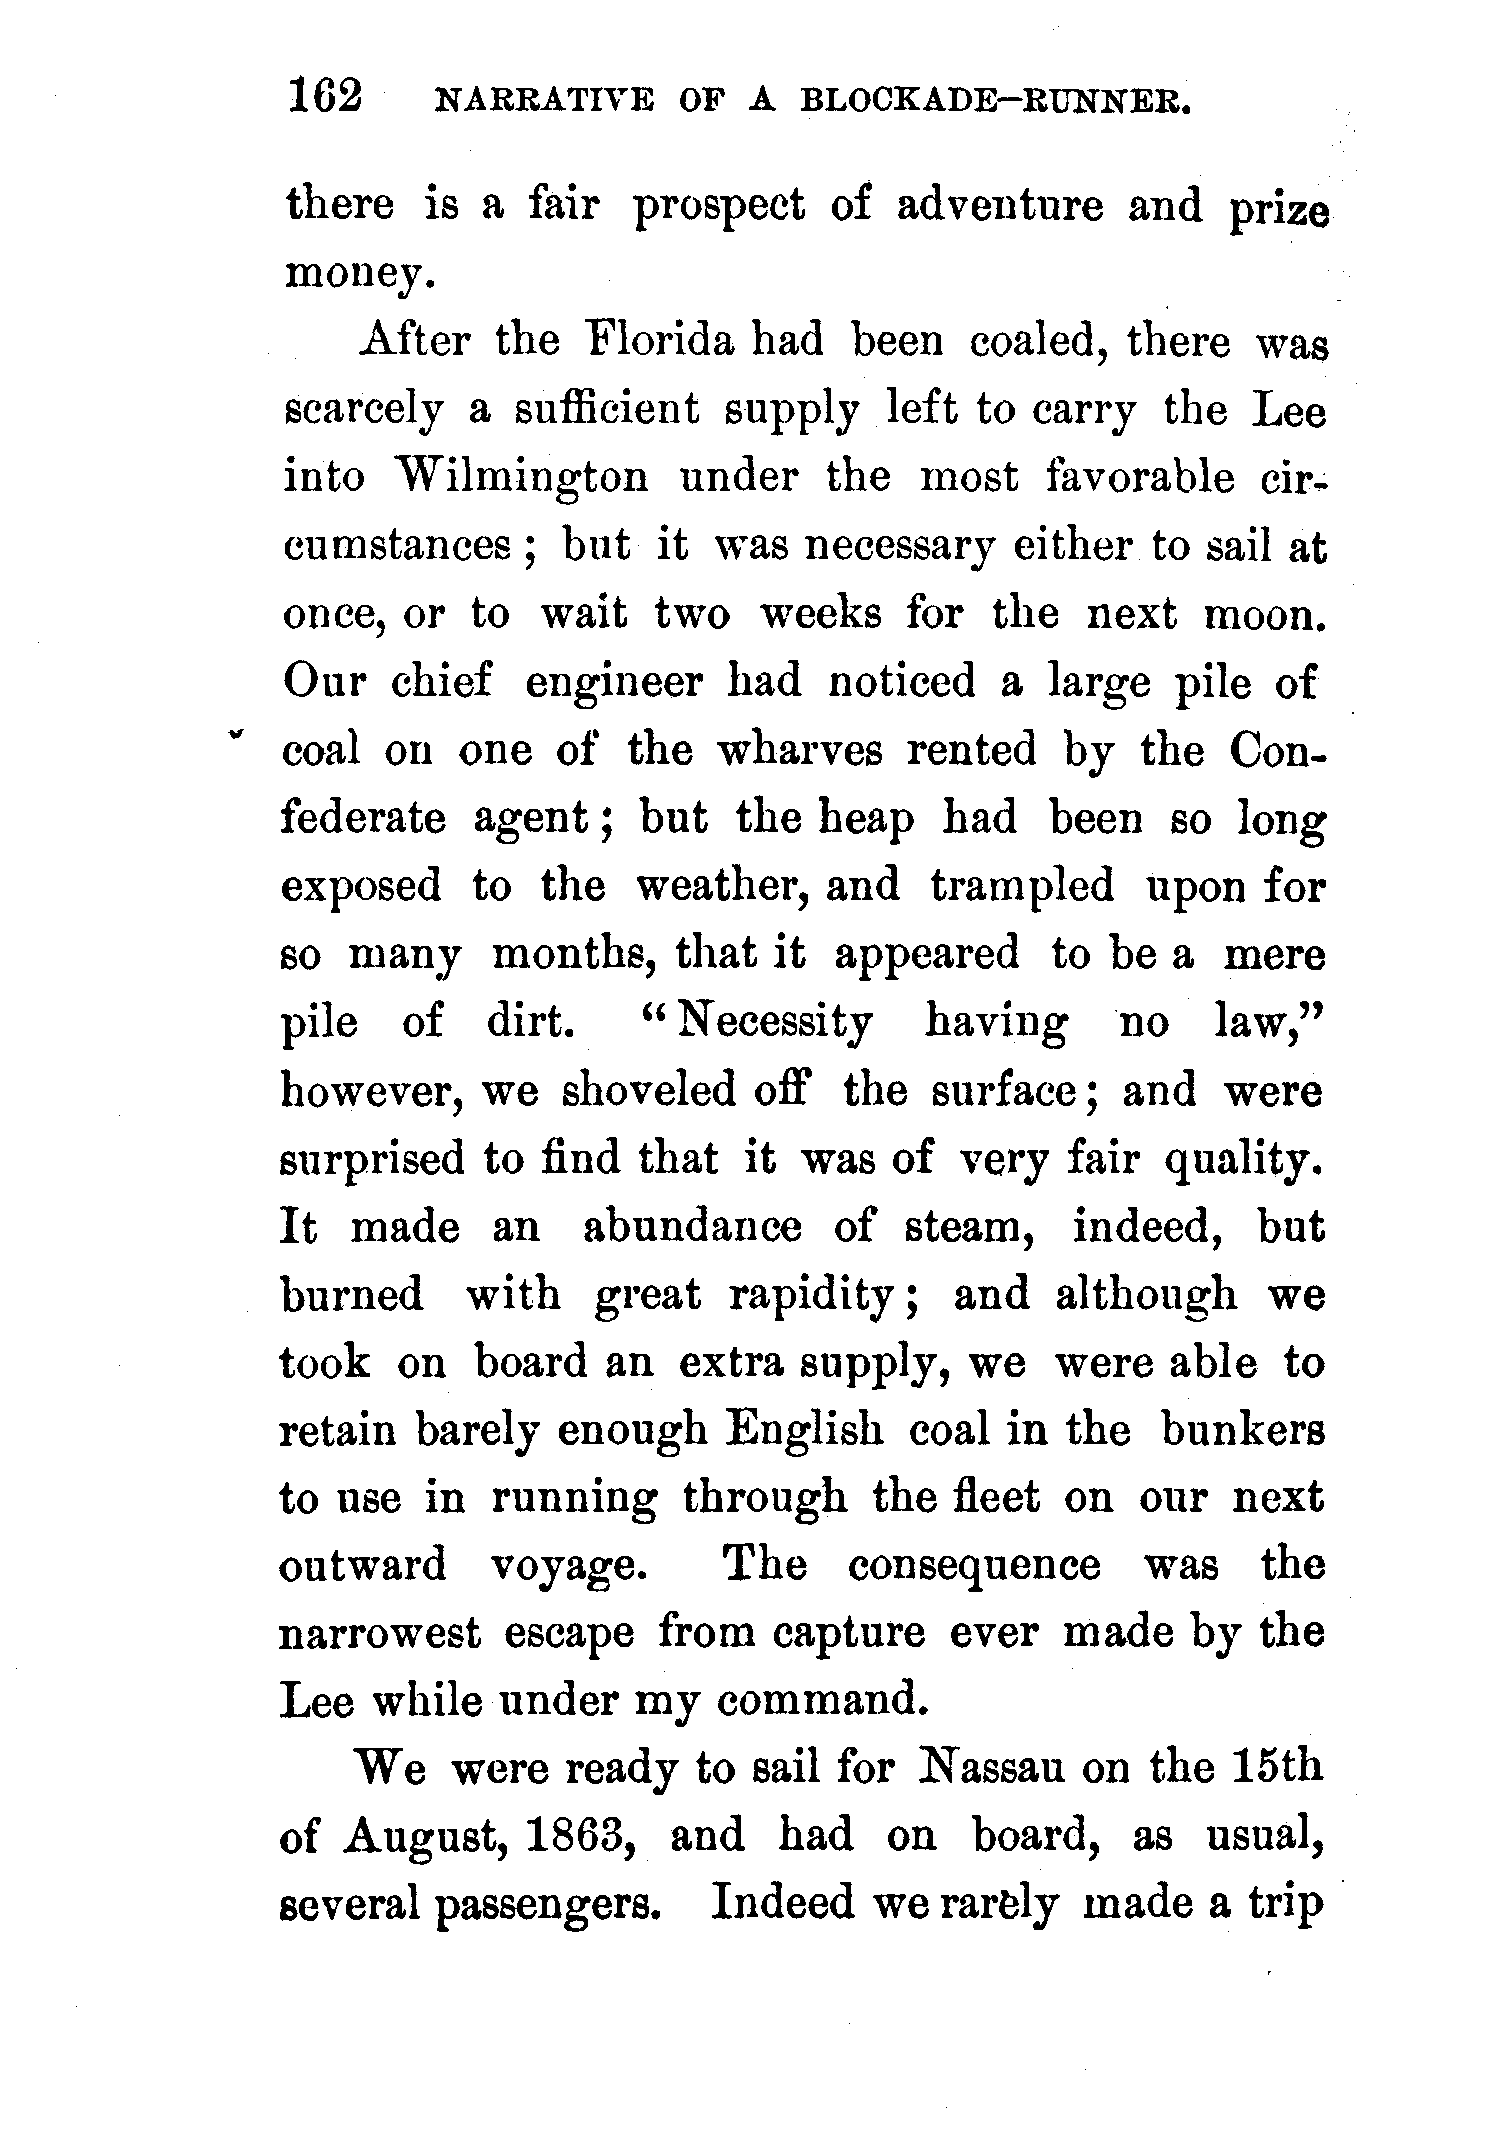 162 NARRATIVE OF A BLOCKADE-RUNNER.
there is a fair prospect of adventure and prize
money.
After the Florida had been coaled, there was
scarcely a sufficient supply left to carry the Lee
into Wilmington under the most favorable cir-
cumstances ; but it was necessary either to sail at
once, or to wait two weeks for the next moon.
Our chief engineer had noticed a large pile of
coal on one of the wharves rented by the Con-
federate agent ; but the heap had been so long
exposed to the weather, and trampled upon for
so many months, that it appeared to be a mere
pile of dirt. “ Necessity having no law,”
however, we shoveled off the surface ; and were
surprised to find that it was of very fair quality.
It made an abundance of steam, indeed, but
burned with great rapidity ; and although we
took on board an extra supply, we were able to
retain barely enough English coal in the bunkers
to use in running through the fleet on our next
outward voyage. The consequence was the
narrowest escape from capture ever made by the
Lee while under my command.
We were ready to sail for Nassau on the 15th
of August, 1863, and had on board, as usual,
several passengers. Indeed we rarely made a trip